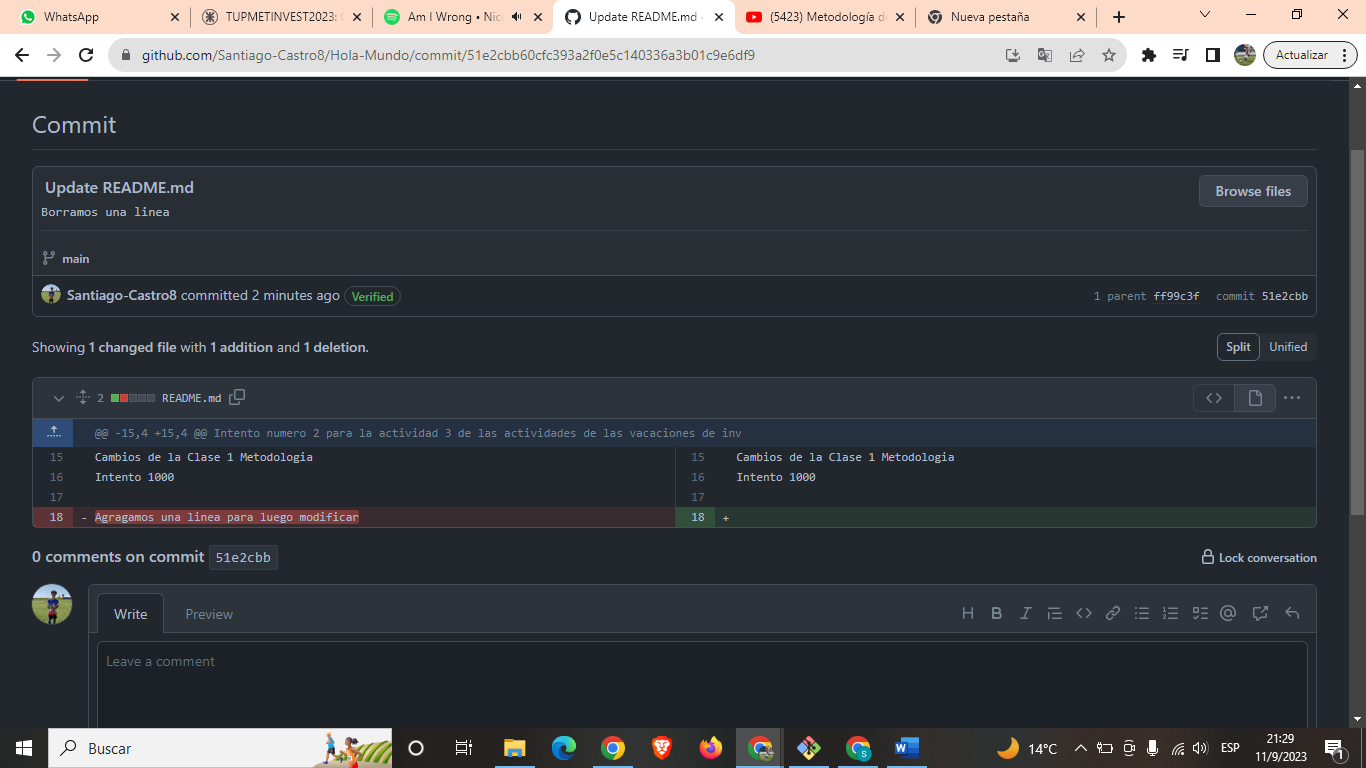 WhatsApp
TUPMETINVEST2023: C
Am I Wrong • Nico
Update README.md ·
(5423) Metodología de
Nueva pestaña
github.com/Santiago-Castro8/Hola-Mundo/commit/51e2cbb60cfc393a2f0e5c140336a3b01c9e6df9
Actualizar
Commit
Update README.md
Browse files
Borramos una linea
main
Santiago-Castro8 committed 2 minutes ago Verified
1 parent ff99c3f commit 51e2cbb
Showing 1 changed file with 1 addition and 1 deletion.
Split Unified
2 README.md
@@ -15,4 +15,4 @@ Intento numero 2 para la actividad 3 de las actividades de las vacaciones de inv
15 Cambios de la Clase 1 Metodologia
15 Cambios de la Clase 1 Metodologia
16 Intento 1000
16 Intento 1000
17
17
18 - Agragamos una linea para luego modificar
18 +
0 comments on commit 51e2cbb
Lock conversation
Write Preview
Leave a comment
Buscar
14°C
ESP
21:29
11/9/2023
1